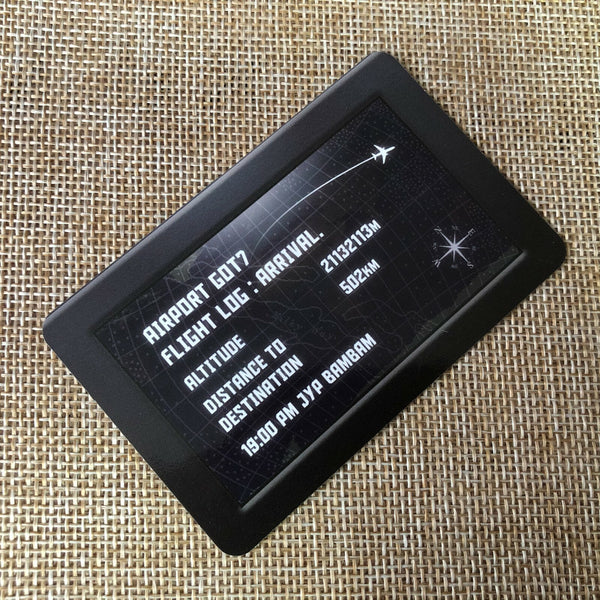 AIRPORT GOT7
FLIGHT LOG : ARRIVAL.
ALTITUDE 21132113M
DISTANCE TO 502KM
DESTINATION
19:00 PM JYP BAMBAM